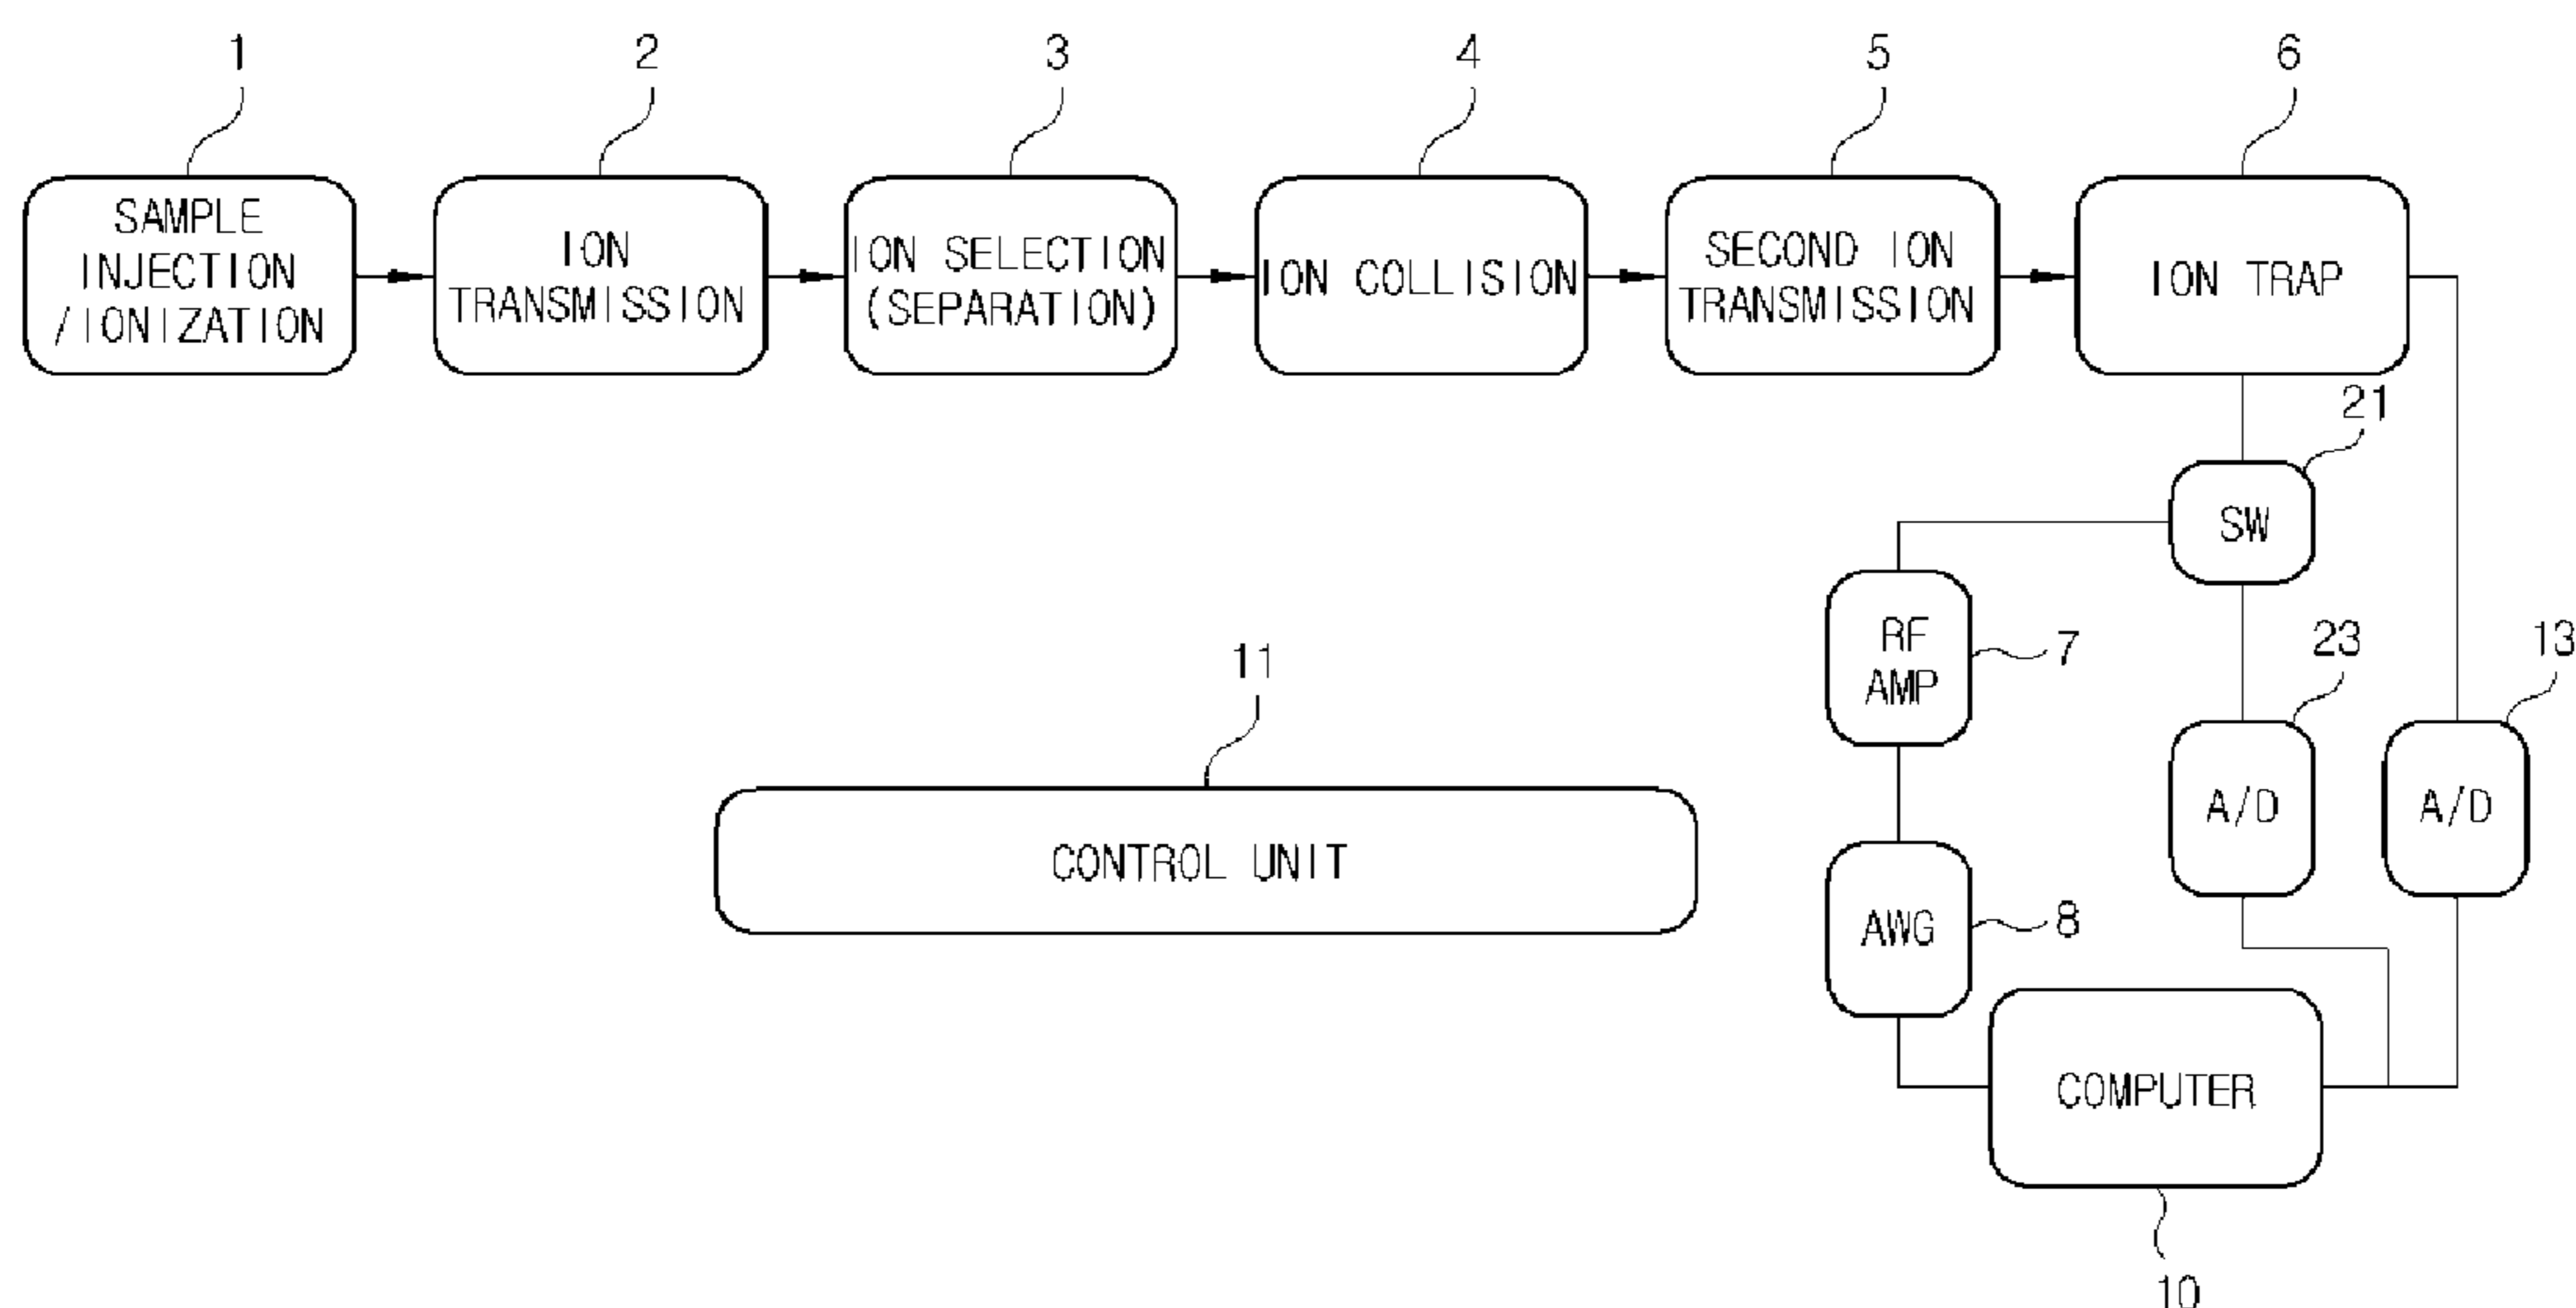 1
2
3
4
5
6
SAMPLE
INJECTION
/IONIZATION
ION
TRANSMISSION
ION SELECTION
(SEPARATION)
ION COLLISION
SECOND ION
TRANSMISSION
ION TRAP
21
SW
RF
AMP
7
23
13
11
A/D
A/D
CONTROL UNIT
AWG
8
COMPUTER
10